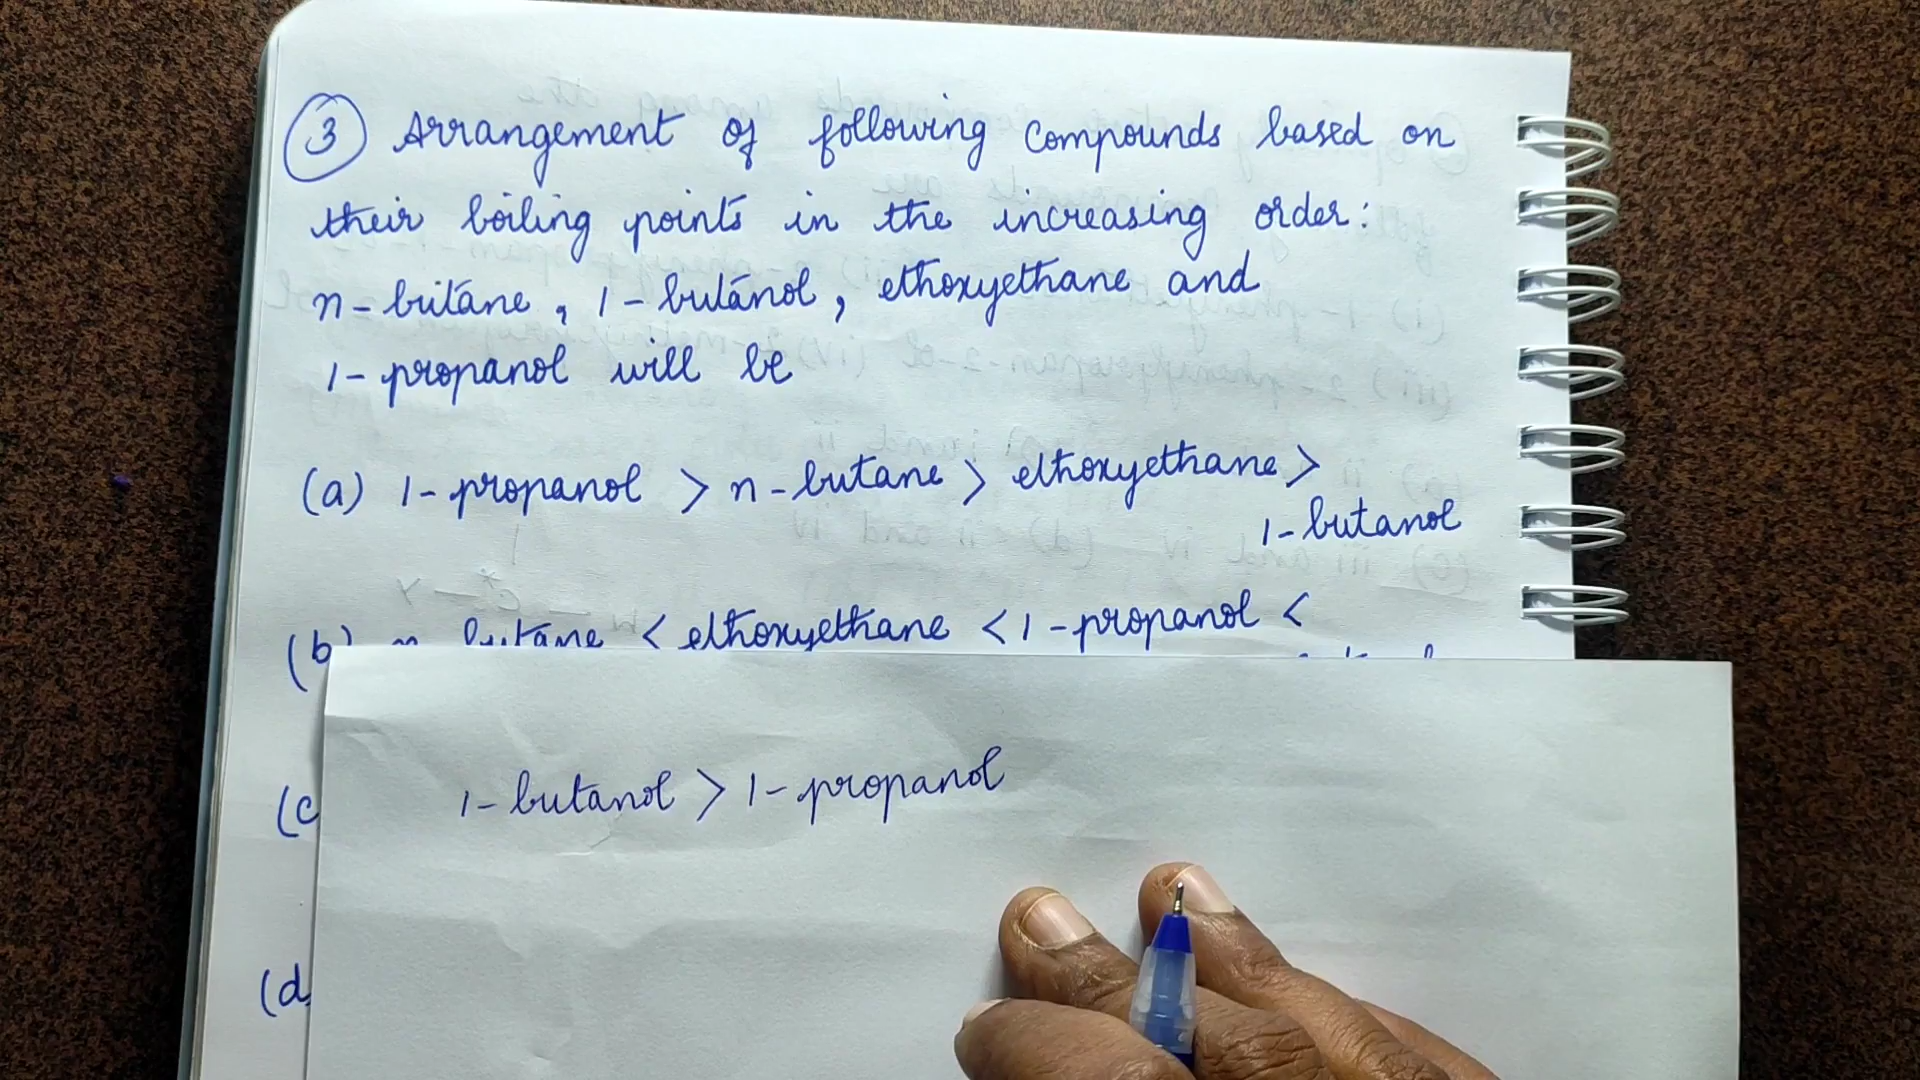 3 Arrangement of following compounds based on
their boiling points in the increasing order:
n-butane, 1-butanol, ethoxyethane and
1-propanol will be
(a) 1-propanol > n-butane > ethoxyethane >
1-butanol
(b) n-butane < ethoxyethane < 1-propanol <
(c
1-butanol > 1-propanol
(d